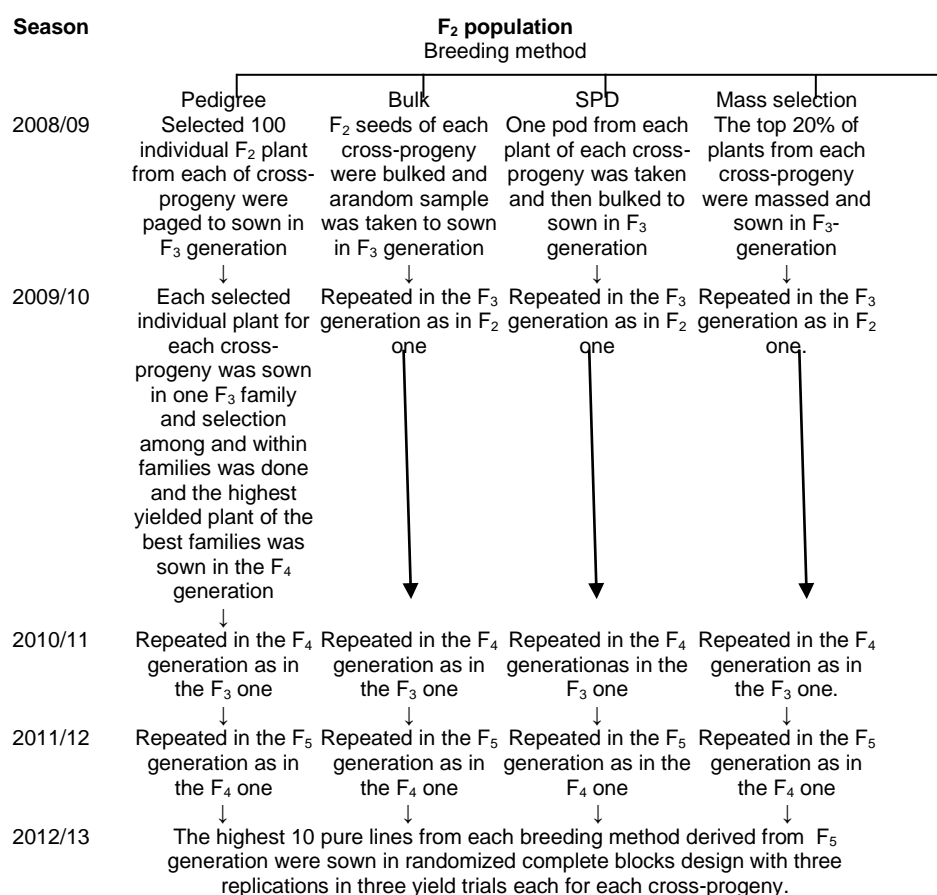 Season F₂ population
Breeding method
Pedigree
Bulk
SPD
Mass selection
2008/09
Selected 100
individual F₂ plant
from each of cross-
progeny were
paged to sown in
F₃ generation
↓
F₂ seeds of each
cross-progeny
were bulked and
arandom sample
was taken to sown
in F₃ generation
↓
One pod from each
plant of each cross-
progeny was taken
and then bulked to
sown in F₃
generation
↓
The top 20% of
plants from each
cross-progeny
were massed and
sown in F₃-
generation
↓
2009/10
Each selected
individual plant for
each cross-
progeny was sown
in one F₃ family
and selection
among and within
families was done
and the highest
yielded plant of the
best families was
sown in the F₄
generation
↓
Repeated in the F₃
generation as in F₂
one
Repeated in the F₃
generation as in F₂
one
Repeated in the F₃
generation as in F₂
one.
2010/11
Repeated in the F₄
generation as in
the F₃ one
↓
Repeated in the F₄
generation as in
the F₃ one
↓
Repeated in the F₄
generationas in the
F₃ one
↓
Repeated in the F₄
generation as in
the F₃ one.
↓
2011/12
Repeated in the F₅
generation as in
the F₄ one
↓
Repeated in the F₅
generation as in
the F₄ one
↓
Repeated in the F₅
generation as in the
F₄ one
↓
Repeated in the F₅
generation as in
the F₄ one
↓
2012/13
The highest 10 pure lines from each breeding method derived from F₅
generation were sown in randomized complete blocks design with three
replications in three yield trials each for each cross-progeny.